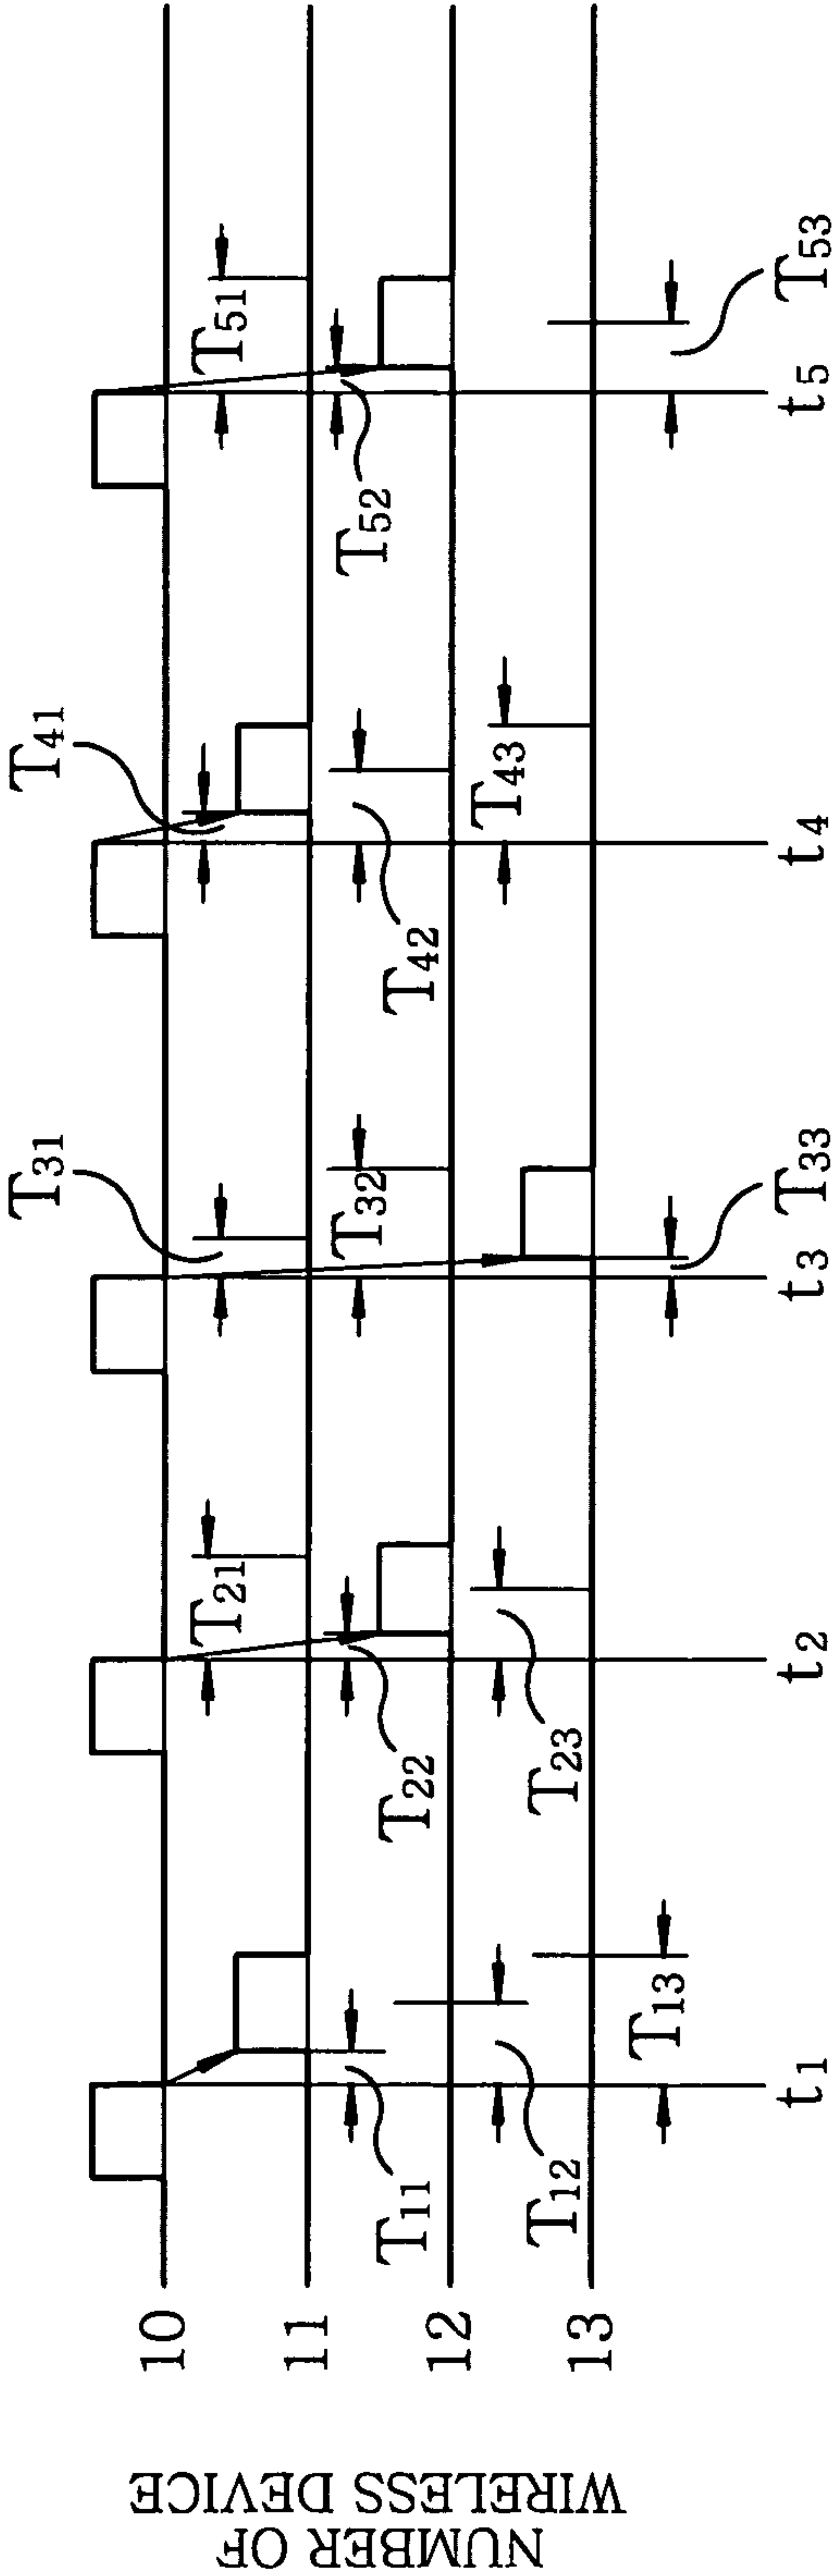 NUMBER OF
WIRELESS DEVICE
10
11
12
13
T11
T12
T13
t1
T21
T22
T23
t2
T31
T32
T33
t3
T41
T42
T43
t4
T51
T52
T53
t5